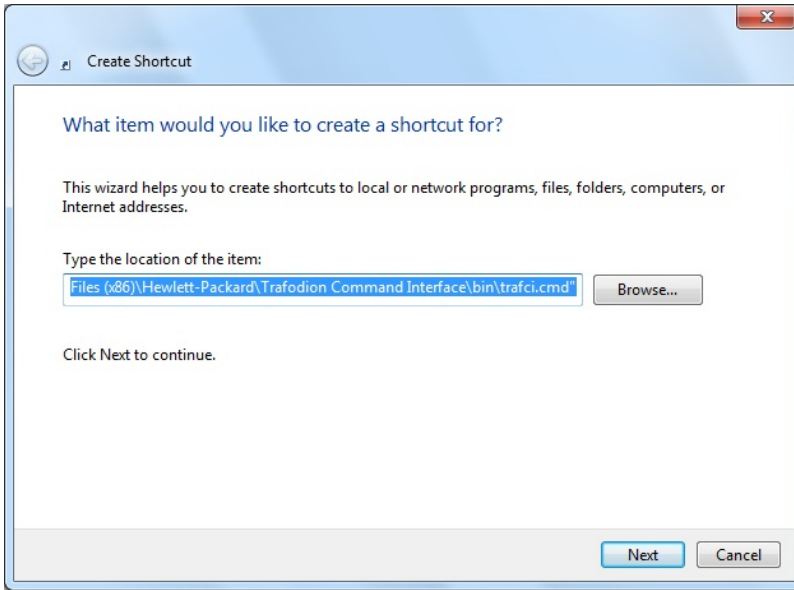 Create Shortcut
What item would you like to create a shortcut for?
This wizard helps you to create shortcuts to local or network programs, files, folders, computers, or
Internet addresses.
Type the location of the item:
Files (x86)\Hewlett-Packard\Trafodion Command Interface\bin\trafci.cmd"
Browse...
Click Next to continue.
Next
Cancel